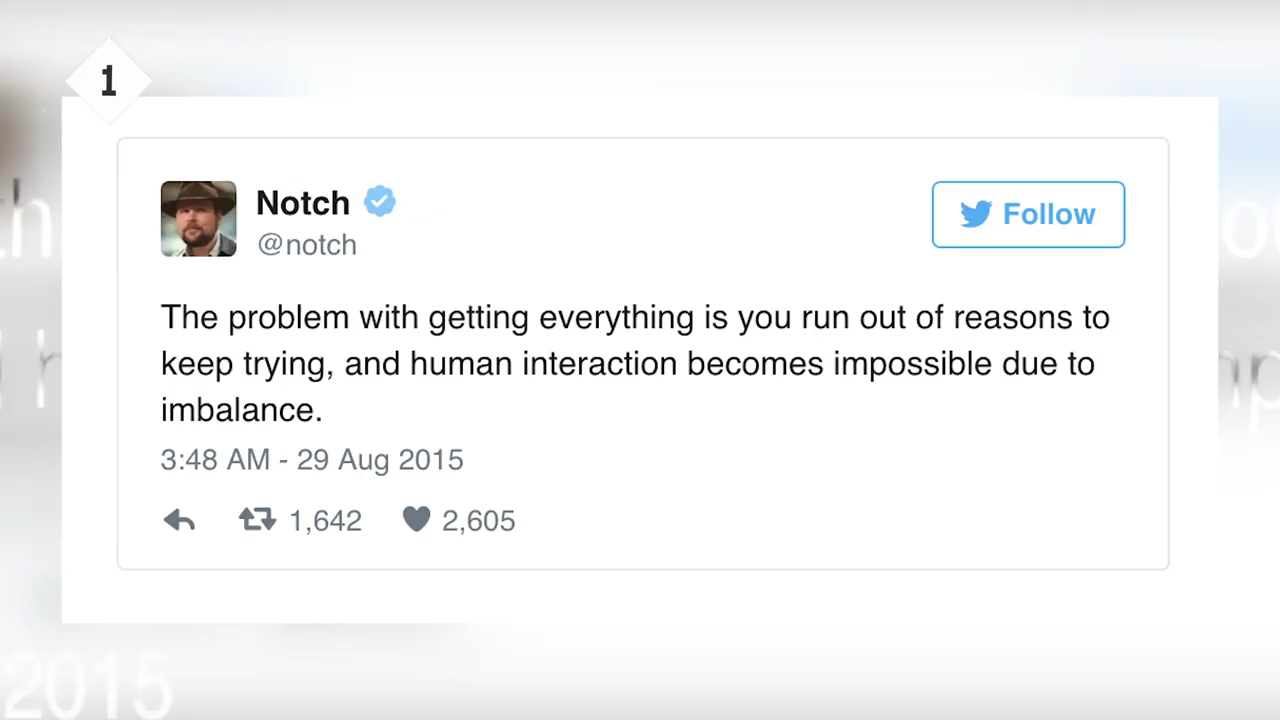 1
Notch
@notch
Follow
The problem with getting everything is you run out of reasons to
keep trying, and human interaction becomes impossible due to
imbalance.
3:48 AM - 29 Aug 2015
1,642 2,605
2015